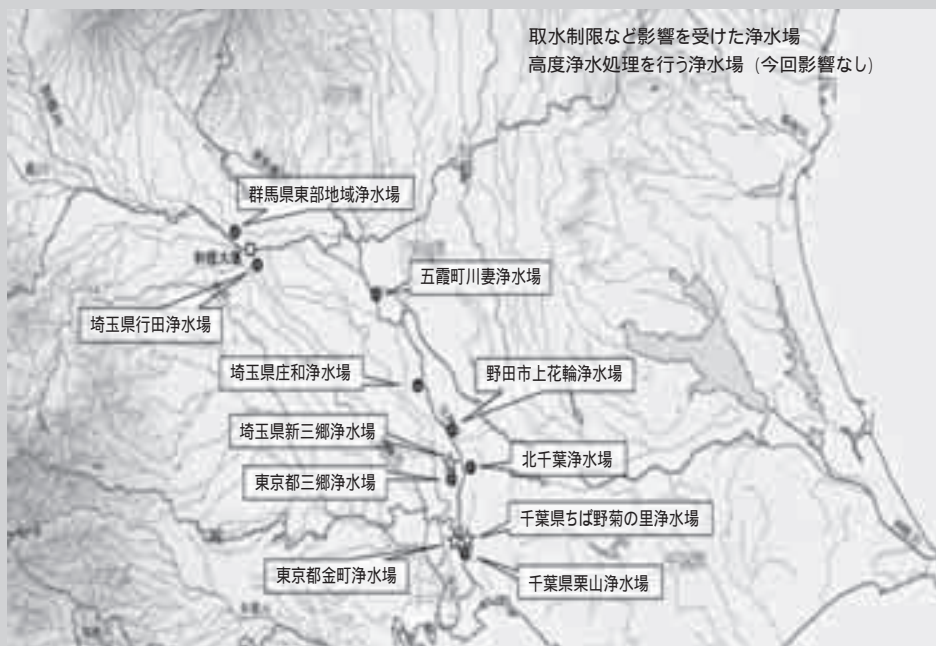 取水制限など影響を受けた浄水場
高度浄水処理を行う浄水場 (今回影響なし)
群馬県東部地域浄水場
五霞町川妻浄水場
埼玉県行田浄水場
埼玉県庄和浄水場
野田市上花輪浄水場
埼玉県新三郷浄水場
北千葉浄水場
東京都三郷浄水場
千葉県ちば野菊の里浄水場
東京都金町浄水場
千葉県栗山浄水場